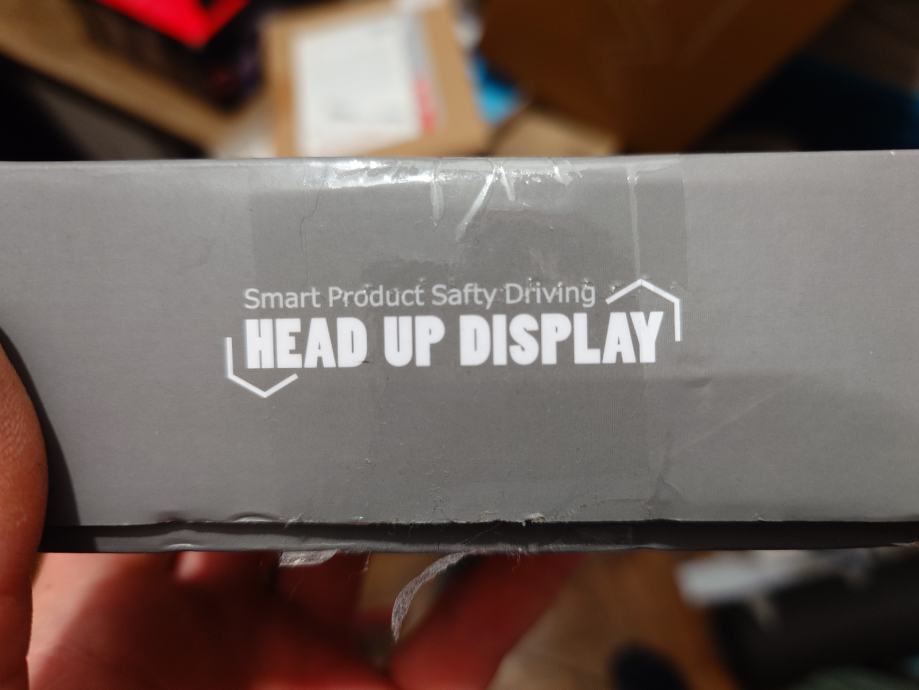 Smart Product Safty Driving
HEAD UP DISPLAY